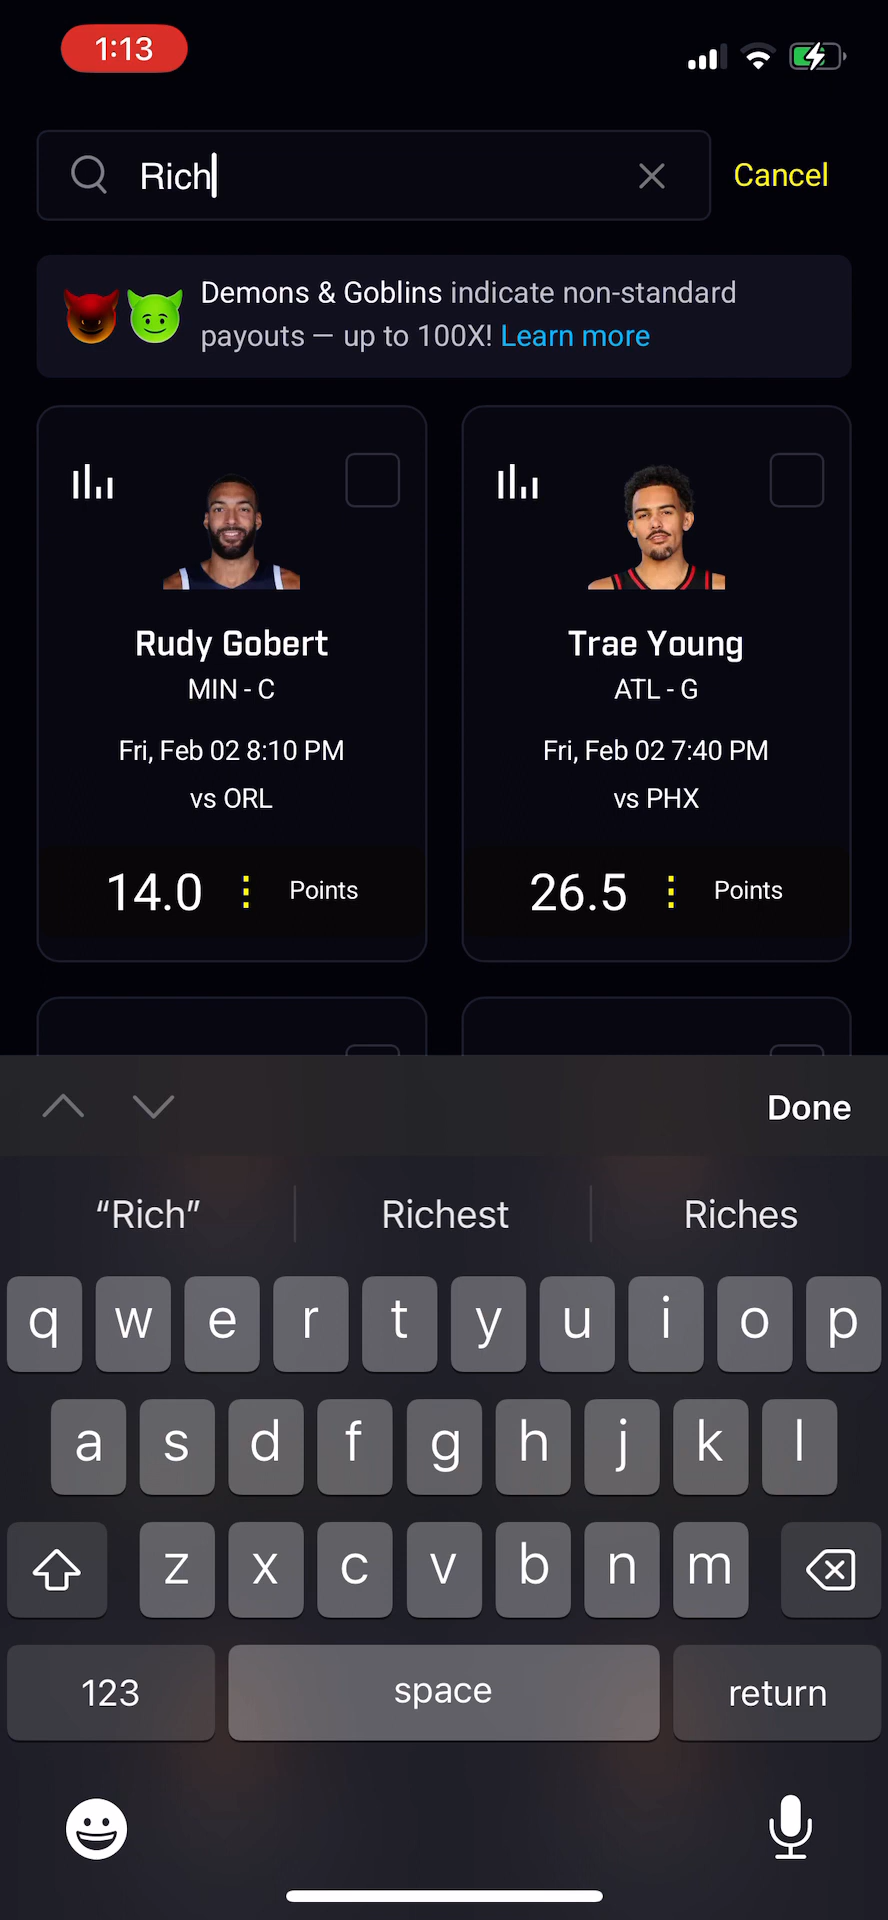 1:13
Rich
Cancel
Demons & Goblins indicate non-standard
payouts — up to 100X! Learn more
Rudy Gobert
MIN - C
Fri, Feb 02 8:10 PM
vs ORL
14.0 Points
Trae Young
ATL - G
Fri, Feb 02 7:40 PM
vs PHX
26.5 Points
Done
“Rich” Richest Riches
q w e r t y u i o p
a s d f g h j k l
z x c v b n m
123 space return